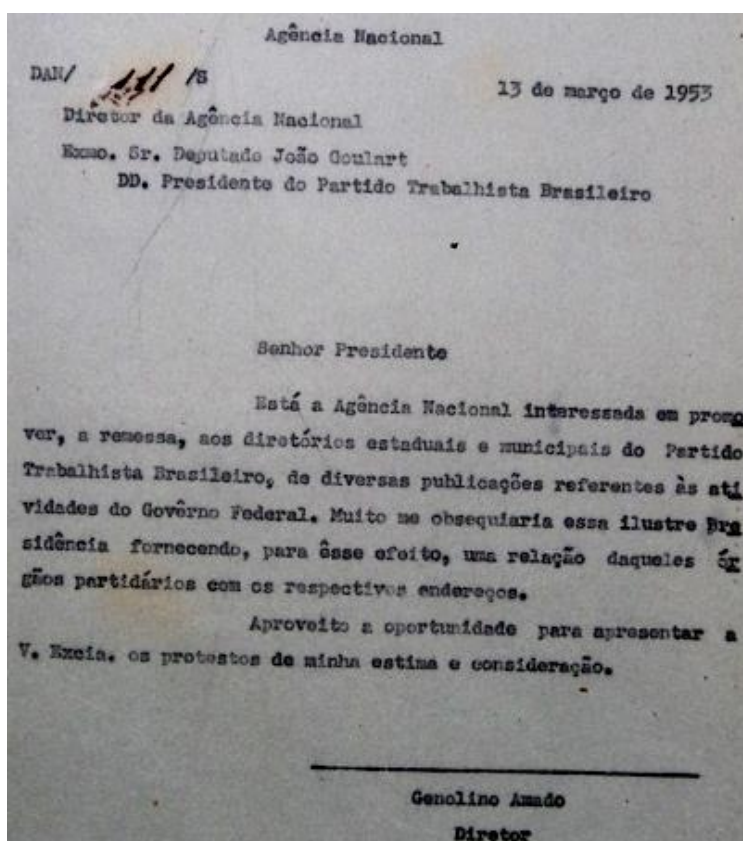 Agência Nacional
DAN/ 111 /S
13 de março de 1953
Diretor da Agência Nacional
Exmo. Sr. Deputado João Goulart
DD. Presidente do Partido Trabalhista Brasileiro
Senhor Presidente
Está a Agência Nacional interessada em promo
ver, a remessa, aos diretórios estaduais e municipais do Partido
Trabalhista Brasileiro, de diversas publicações referentes às ati
vidades do Govêrno Federal. Muito me obsequiaria essa ilustre Pre
sidência fornecendo, para êsse efeito, uma relação daqueles ór
gãos partidários com os respectivos endereços.
Aproveito a oportunidade para apresentar a
V. Excia. os protestos de minha estima e consideração.
Genolino Amado
Diretor